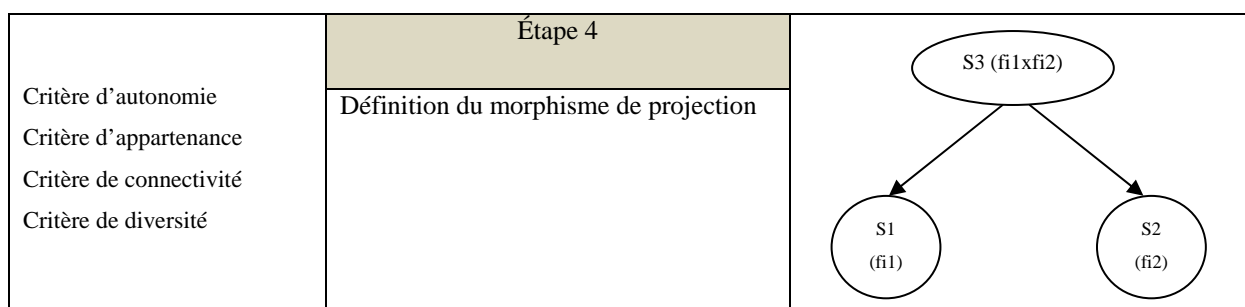 Critère d’autonomie
Critère d’appartenance
Critère de connectivité
Critère de diversité
Étape 4
Définition du morphisme de projection
S3 (fi1xfi2)
S1
(fi1)
S2
(fi2)